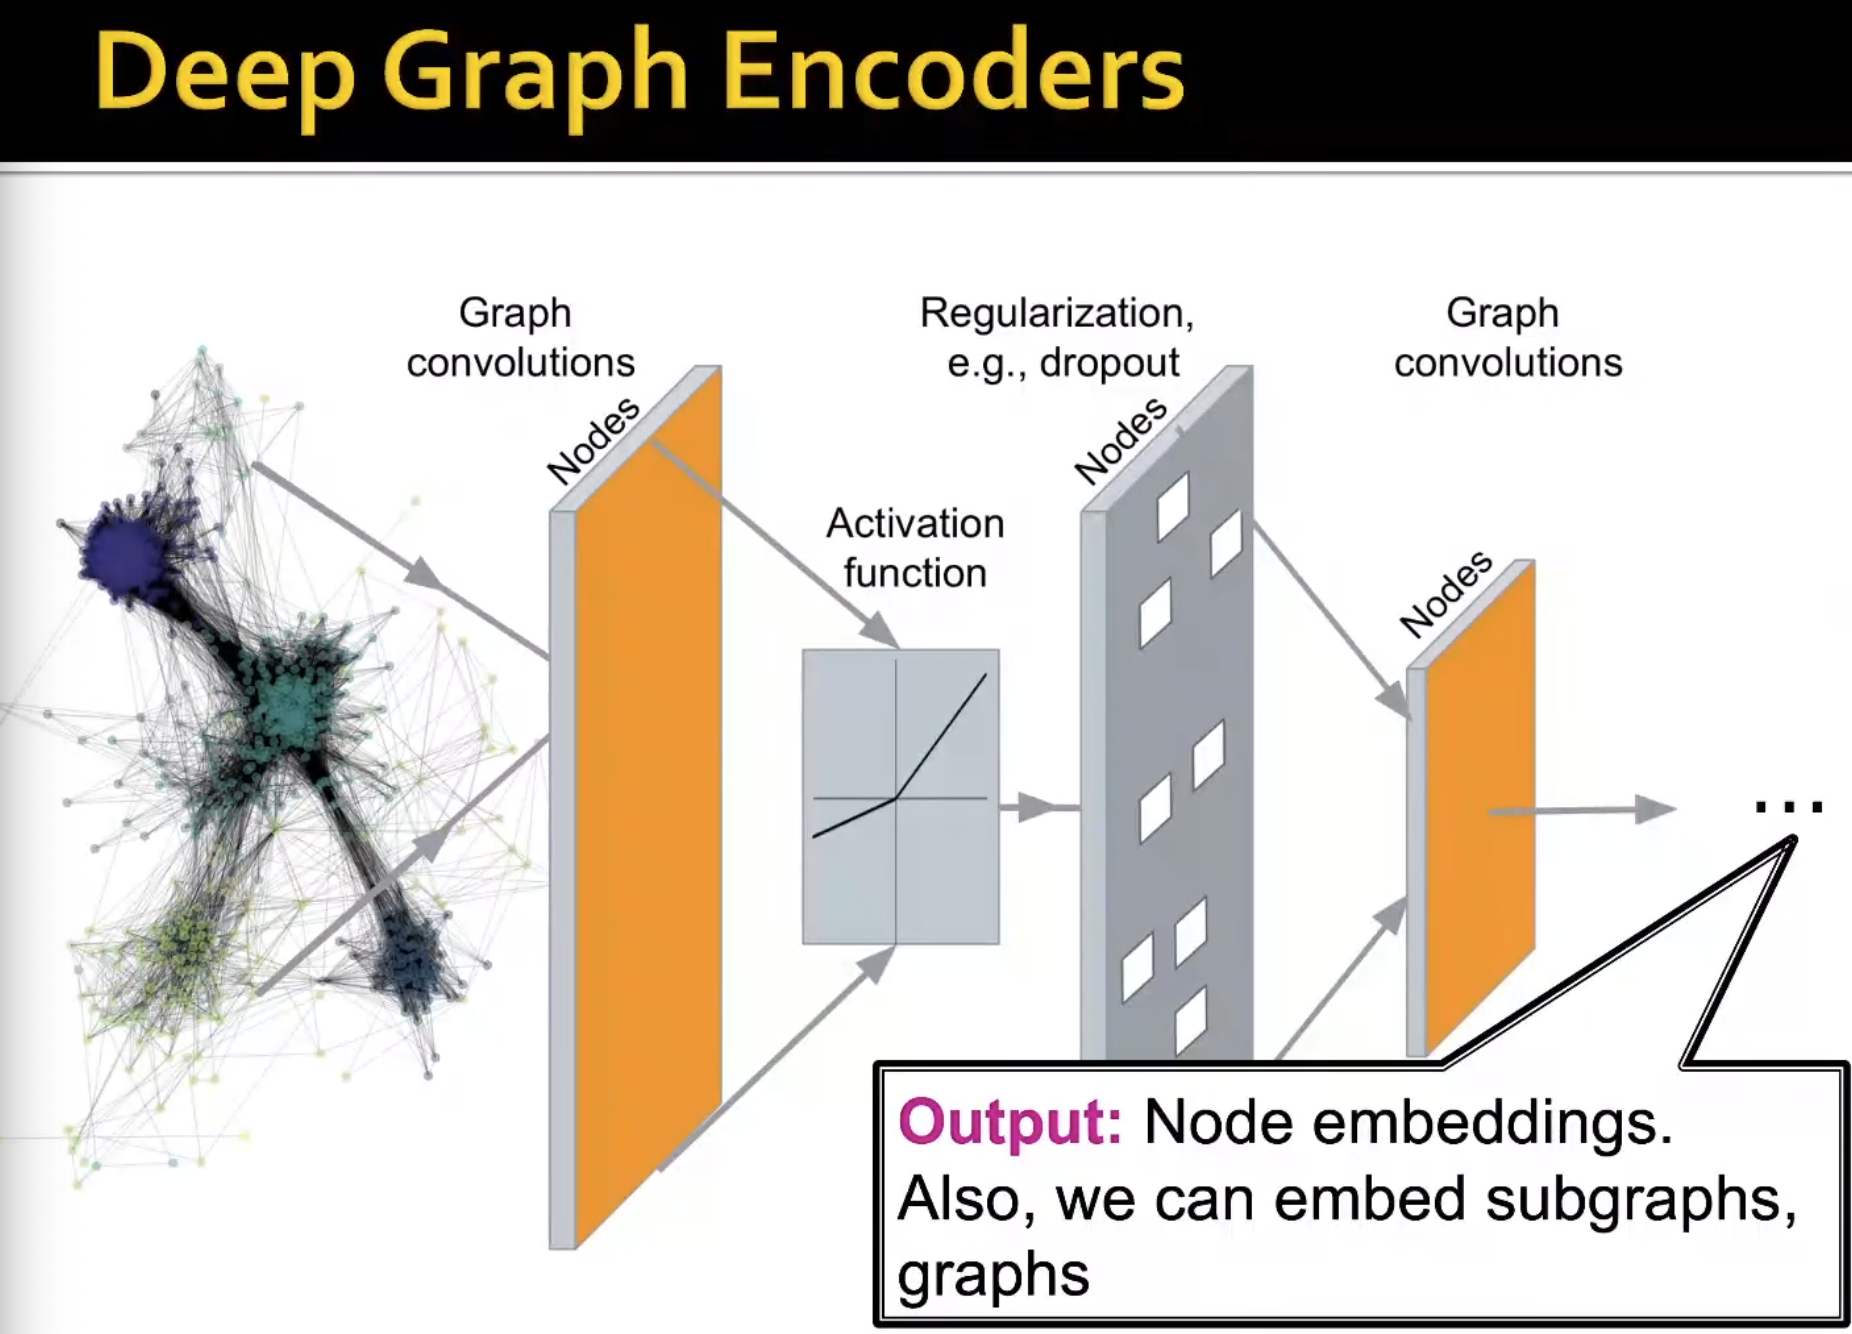 Deep Graph Encoders
Graph
convolutions
Regularization,
e.g., dropout
Graph
convolutions
Nodes
Nodes
Activation
function
Nodes
...
Output: Node embeddings.
Also, we can embed subgraphs,
graphs